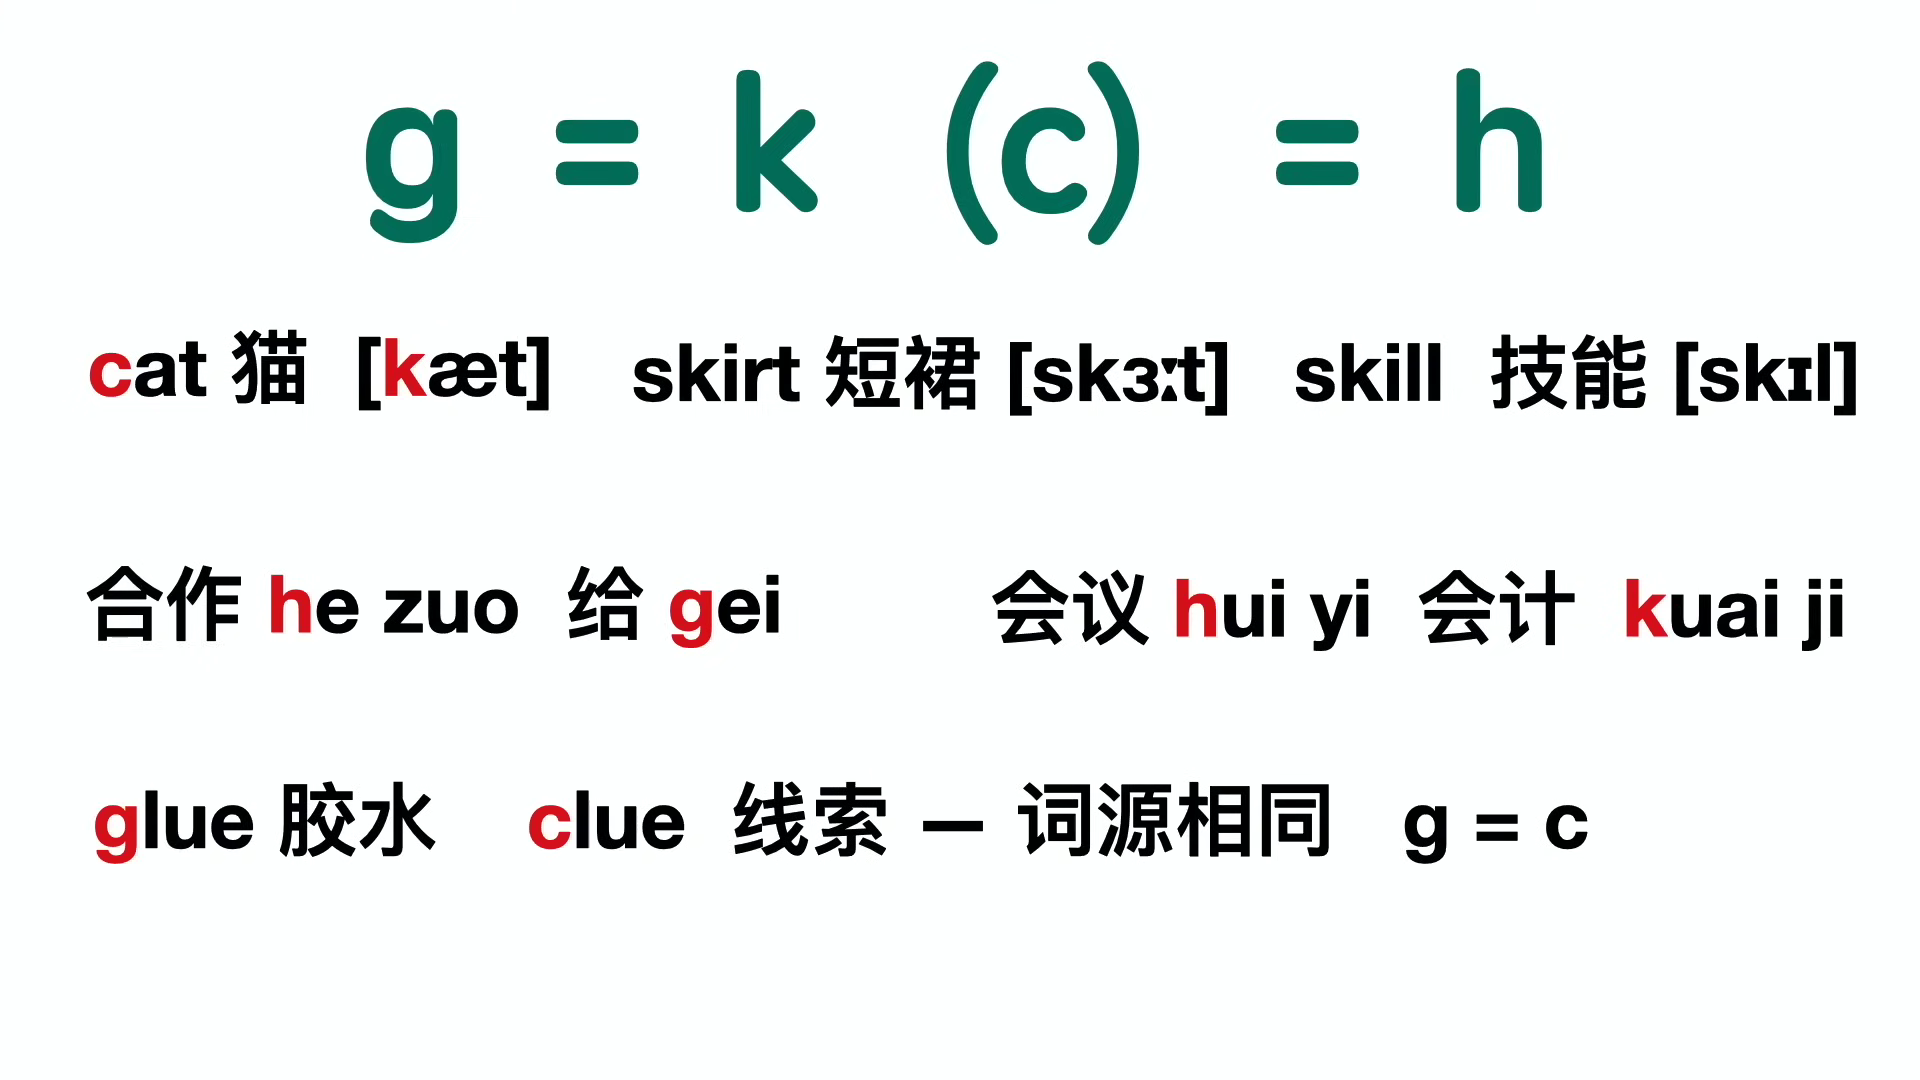 g = k (c) = h
cat 猫 [kæt] skirt 短裙 [skɜːt] skill 技能 [skɪl]
合作 he zuo 给 gei 会议 hui yi 会计 kuai ji
glue 胶水 clue 线索 — 词源相同 g = c